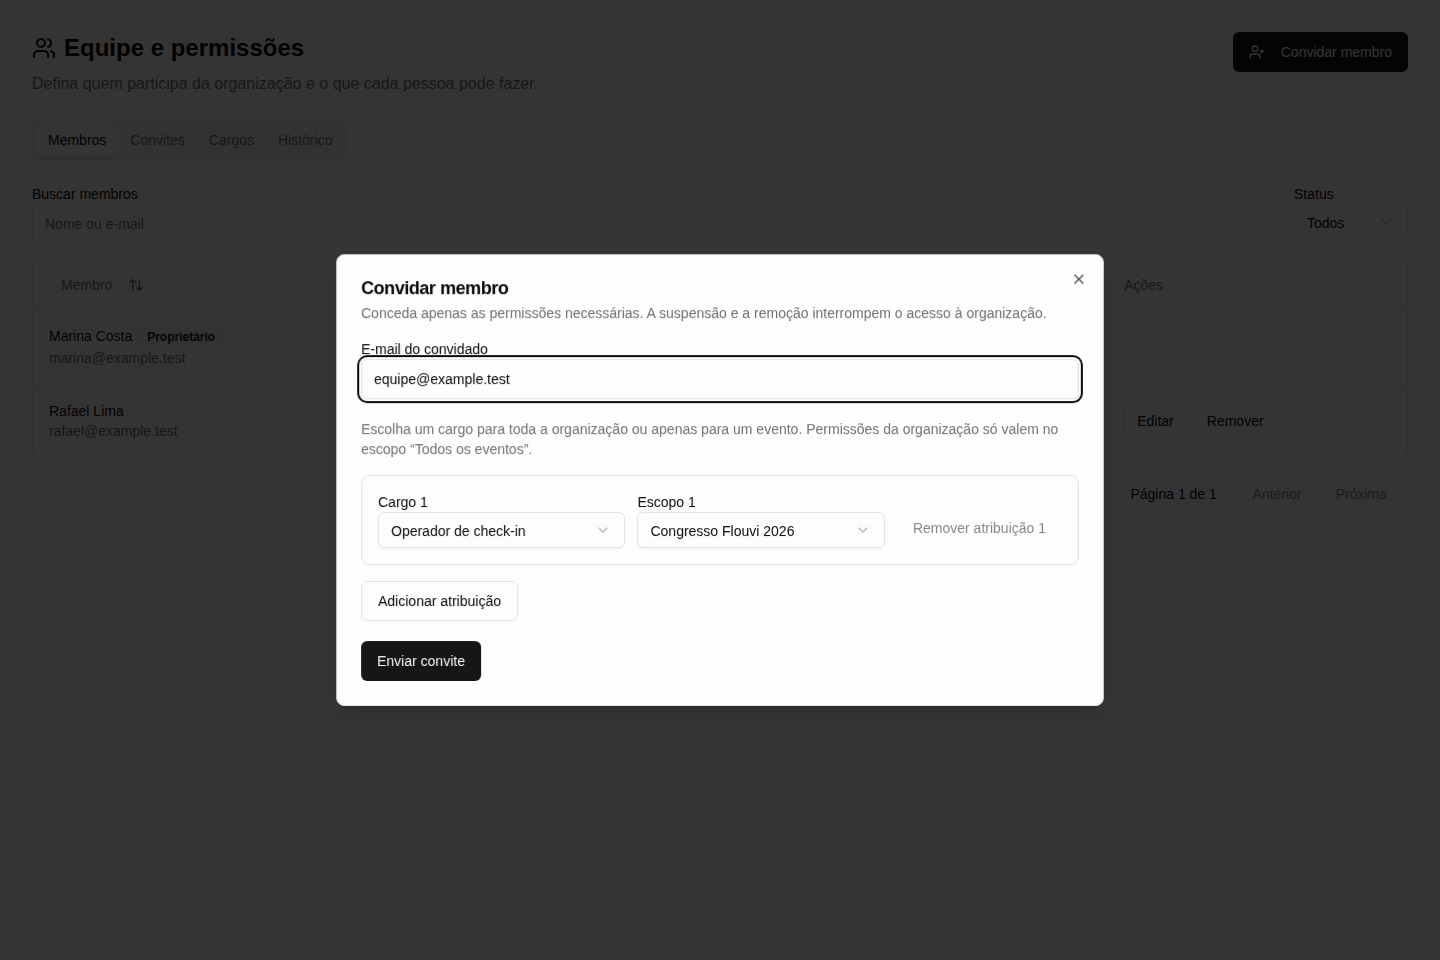 Equipe e permissões
Convidar membro
Defina quem participa da organização e o que cada pessoa pode fazer.
Membros Convites Cargos Histórico
Buscar membros
Status
Nome ou e-mail
Todos
Membro
Ações
Marina Costa Proprietário
marina@example.test
Rafael Lima
rafael@example.test
Editar Remover
Página 1 de 1 Anterior Próxima
Convidar membro
Conceda apenas as permissões necessárias. A suspensão e a remoção interrompem o acesso à organização.
E-mail do convidado
equipe@example.test
Escolha um cargo para toda a organização ou apenas para um evento. Permissões da organização só valem no
escopo “Todos os eventos”.
Cargo 1 Escopo 1
Operador de check-in Congresso Flouvi 2026 Remover atribuição 1
Adicionar atribuição
Enviar convite